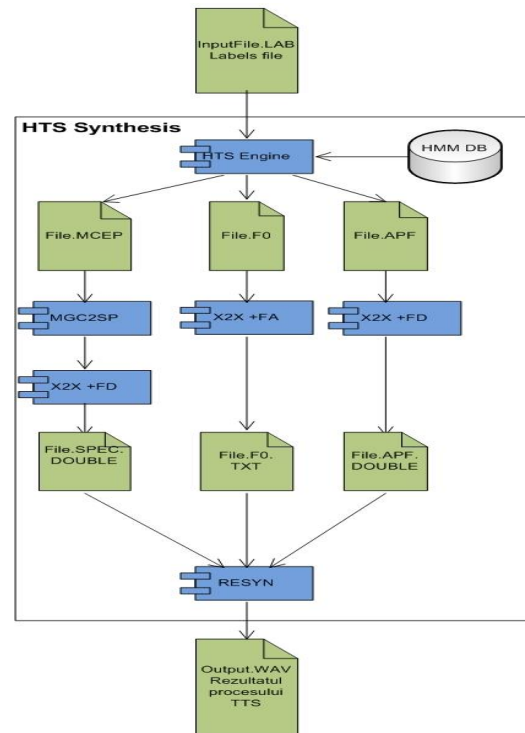 InputFile.LAB
Labels file
HTS Synthesis
HTS Engine
HMM DB
File.MCEP
File.F0
File.APF
MGC2SP
X2X +FA
X2X +FD
X2X +FD
File.SPEC.
DOUBLE
File.F0.
TXT
File.APF.
DOUBLE
RESYN
Output.WAV
Rezultatul
procesului
TTS